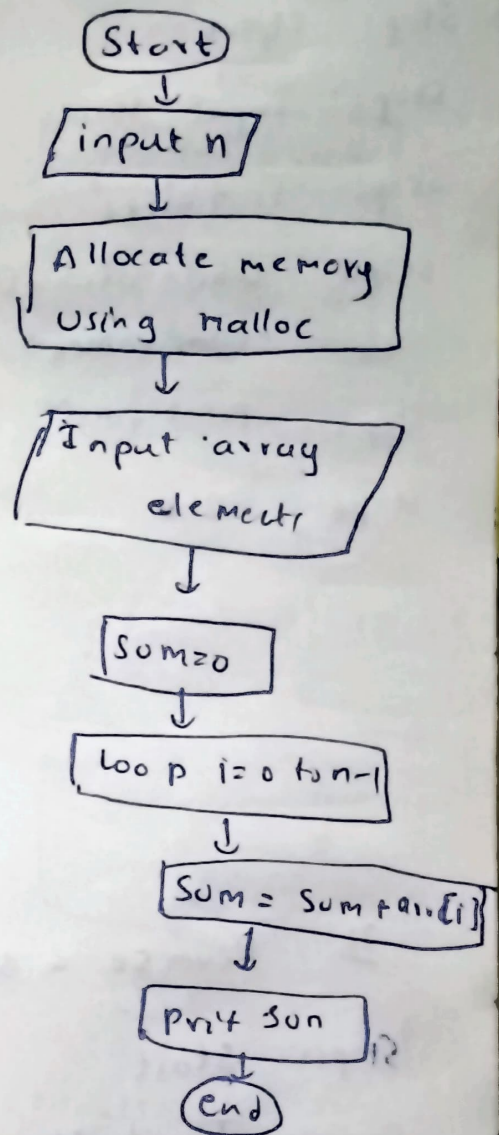 Start
input n
Allocate memory
using malloc
Input array
elements
Sum=0
Loop i=0 to n-1
Sum = Sum + arr[i]
Print Sum
end